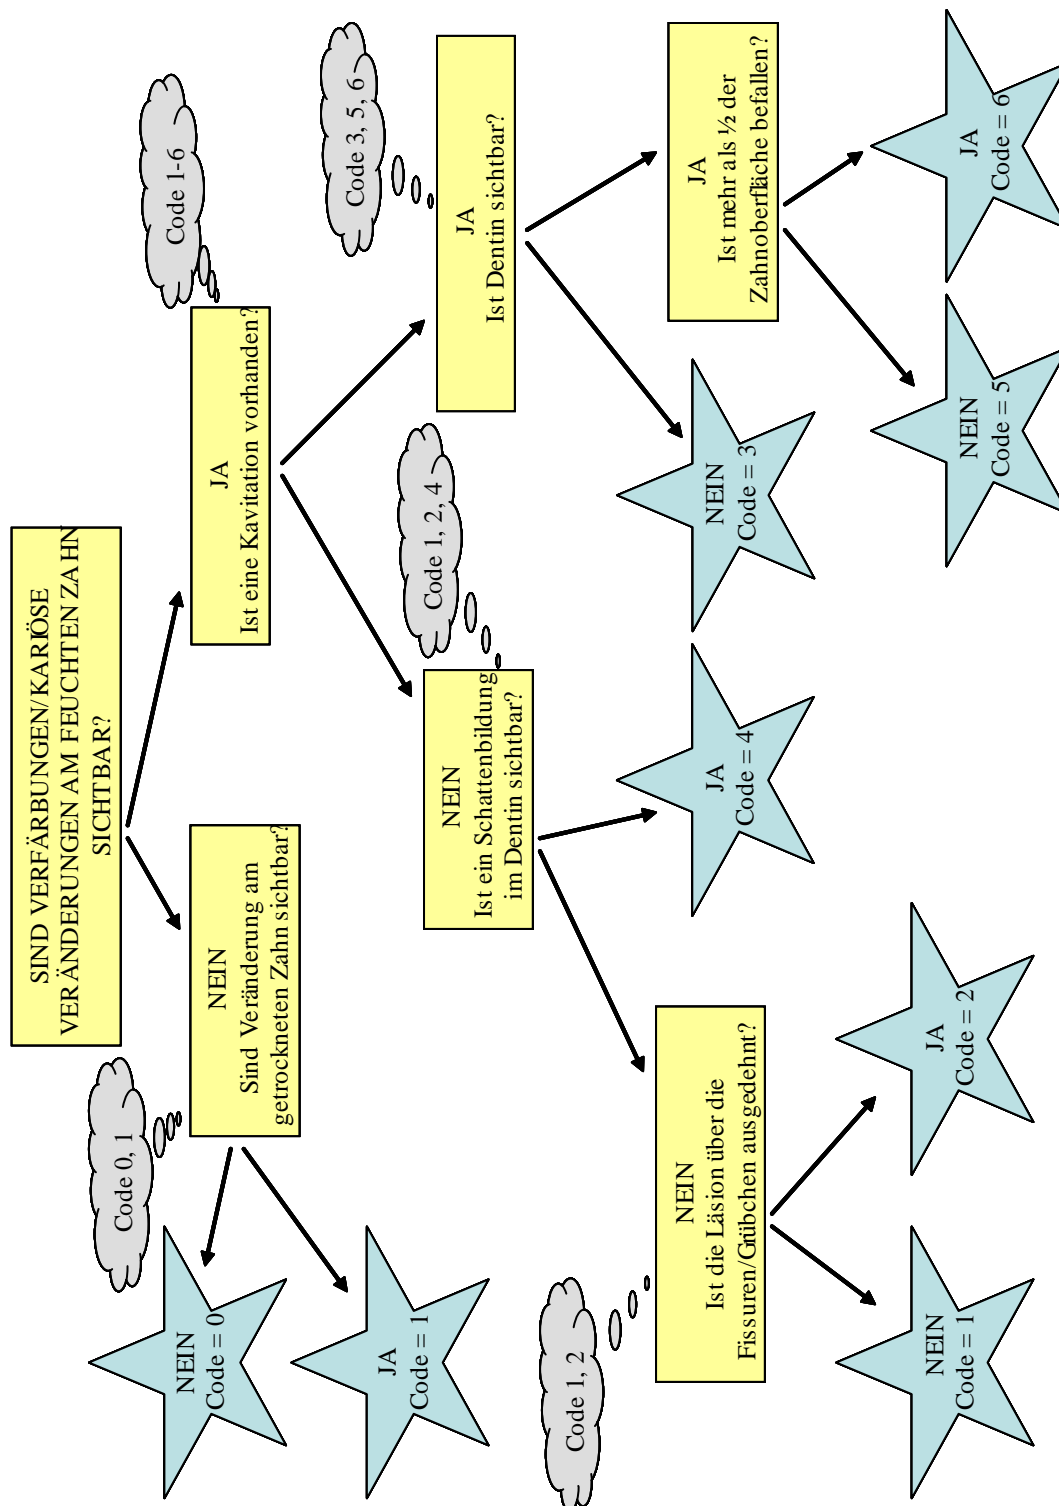 SIND VERFÄRBUNGEN/KARIÖSE
VERÄNDERUNGEN AM FEUCHTEN ZAHN
SICHTBAR?
Code 0, 1
NEIN
Sind Veränderung am
getrockneten Zahn sichtbar?
Code 1-6
JA
Ist eine Kavitation vorhanden?
NEIN
Code = 0
JA
Code = 1
Code 1, 2, 4
NEIN
Ist ein Schattenbildung
im Dentin sichtbar?
Code 3, 5, 6
JA
Ist Dentin sichtbar?
Code 1, 2
NEIN
Ist die Läsion über die
Fissuren/Grübchen ausgedehnt?
JA
Code = 4
NEIN
Code = 3
JA
Ist mehr als ½ der
Zahnoberfläche befallen?
NEIN
Code = 1
JA
Code = 2
NEIN
Code = 5
JA
Code = 6